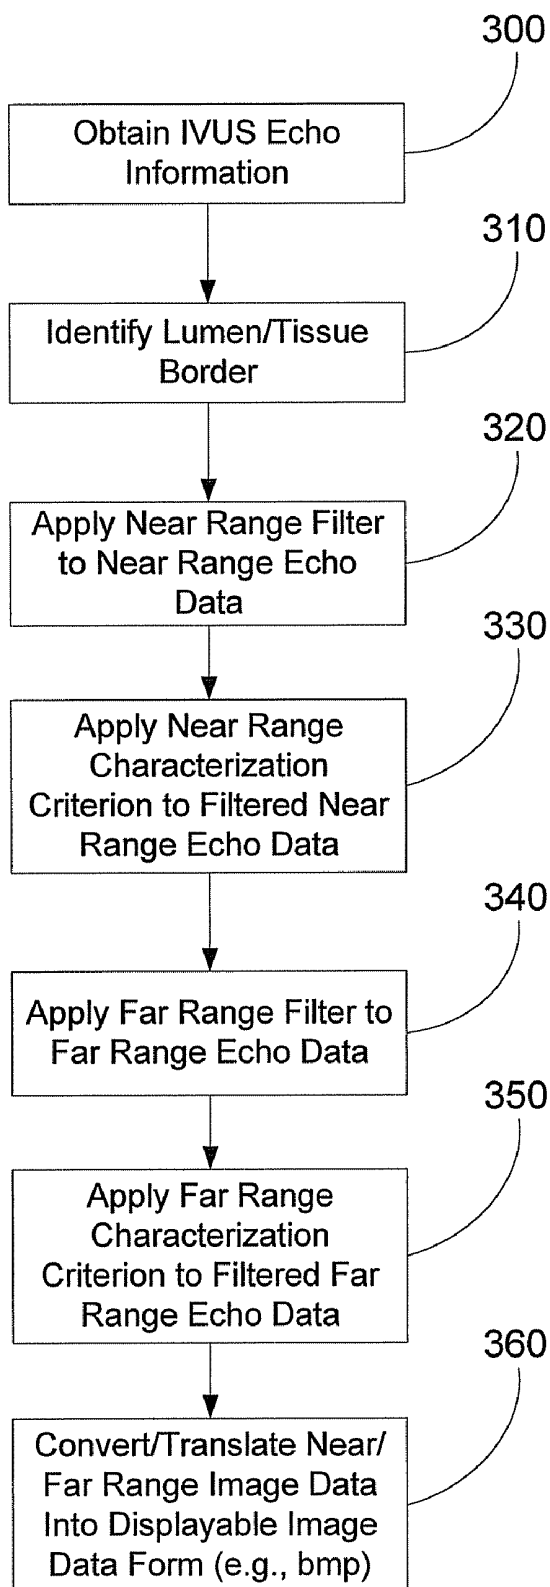 300
Obtain IVUS Echo
Information
310
Identify Lumen/Tissue
Border
320
Apply Near Range Filter
to Near Range Echo
Data
330
Apply Near Range
Characterization
Criterion to Filtered Near
Range Echo Data
340
Apply Far Range Filter to
Far Range Echo Data
350
Apply Far Range
Characterization
Criterion to Filtered Far
Range Echo Data
360
Convert/Translate Near/
Far Range Image Data
Into Displayable Image
Data Form (e.g., bmp)